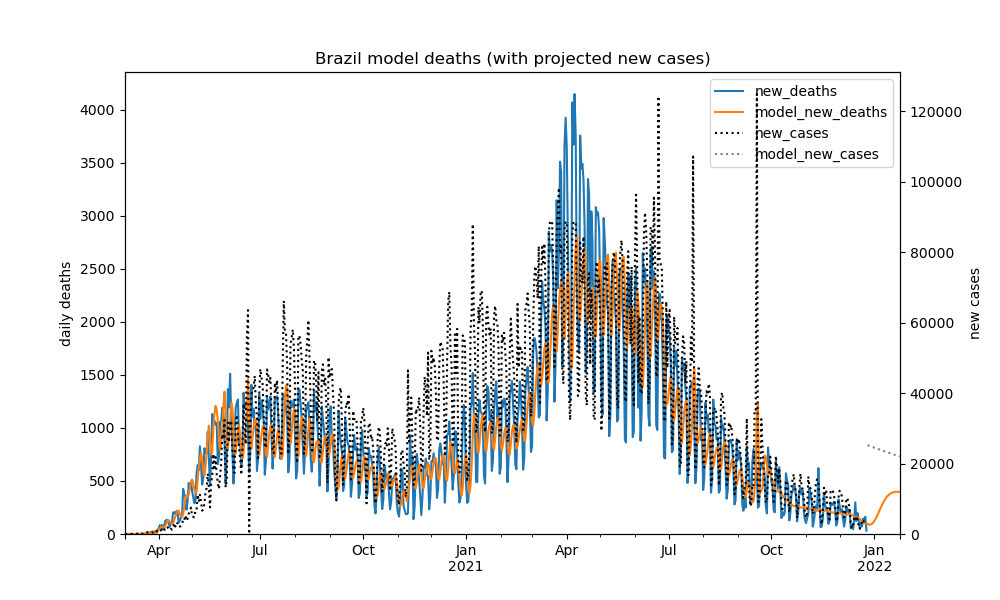 Brazil model deaths (with projected new cases)
new_deaths
model_new_deaths
new_cases
model_new_cases
daily deaths
4000
3500
3000
2500
2000
1500
1000
500
0
new cases
120000
100000
80000
60000
40000
20000
0
Apr
Jul
Oct
Jan
2021
Apr
Jul
Oct
Jan
2022